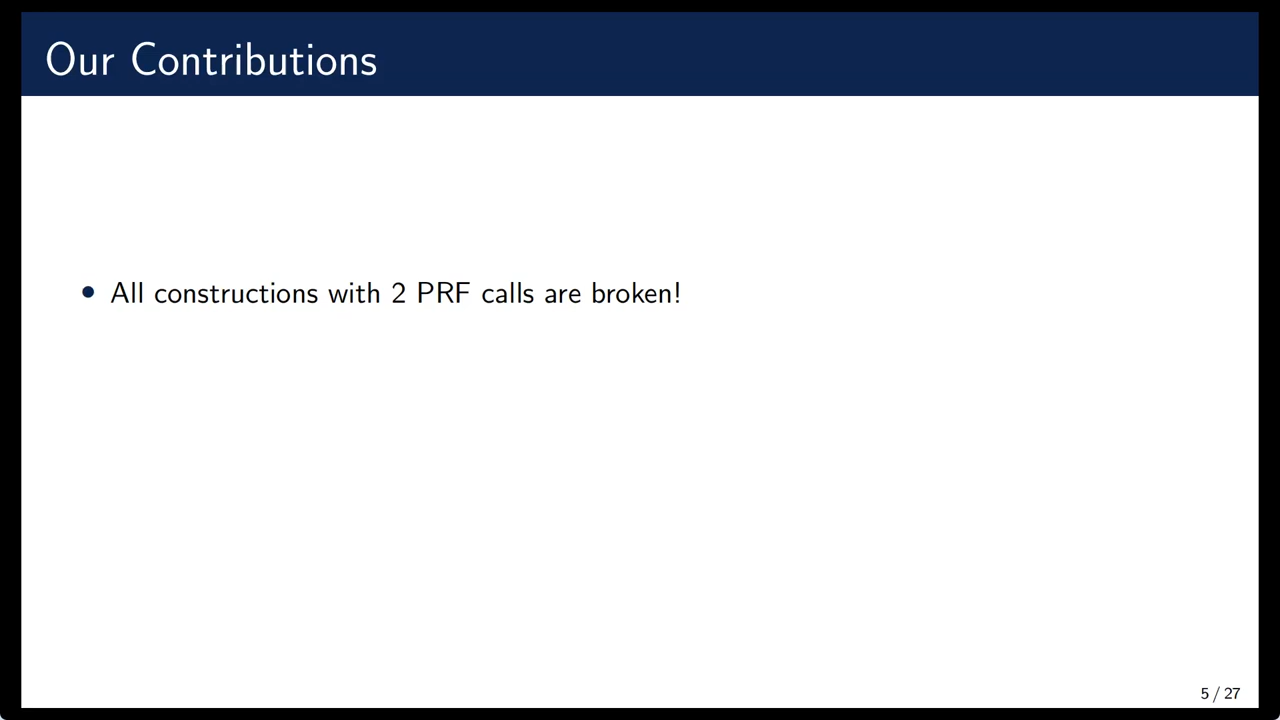 Our Contributions
• All constructions with 2 PRF calls are broken!
5 / 27